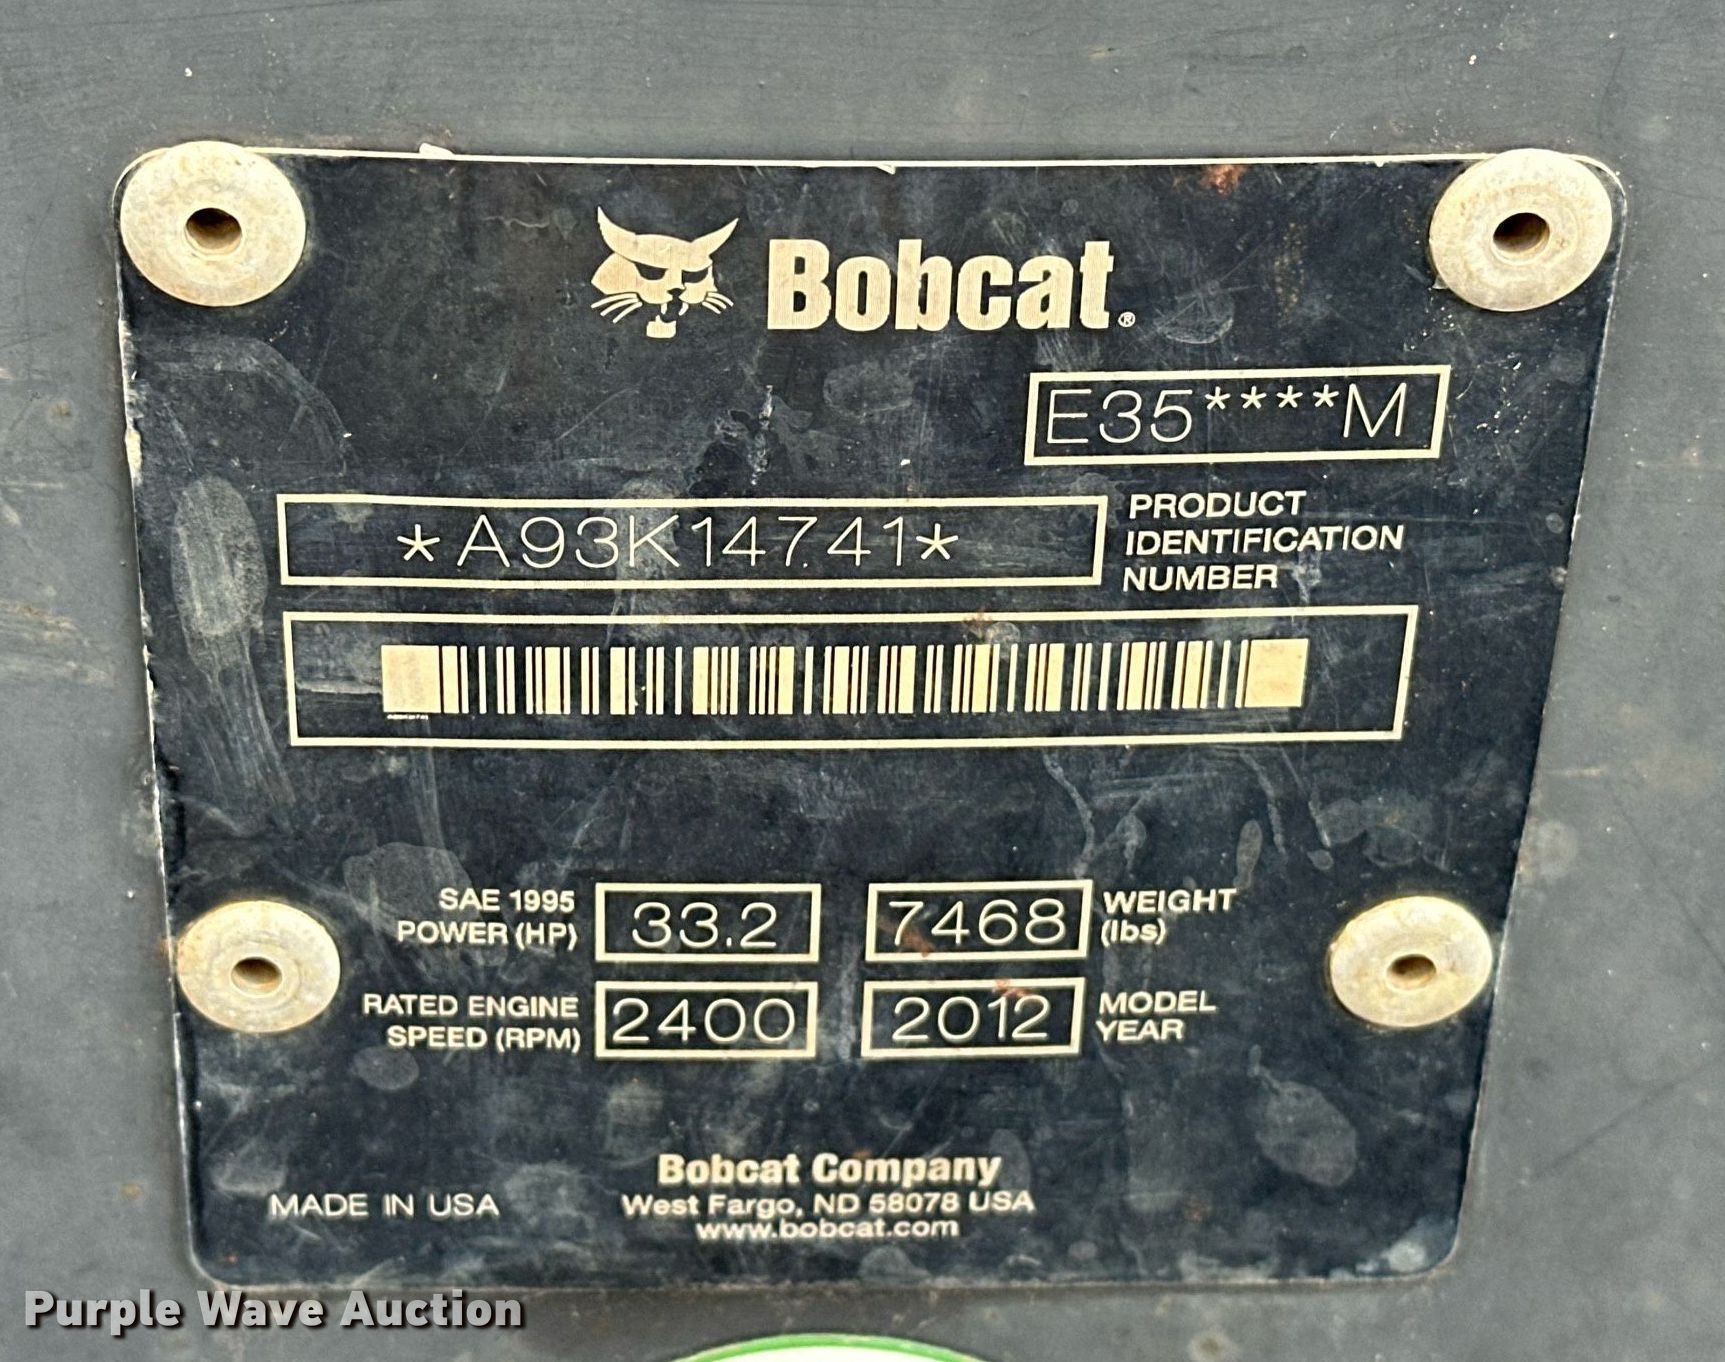 Bobcat®
E35****M
*A93K14741*
PRODUCT
IDENTIFICATION
NUMBER
SAE 1995
POWER (HP)
33.2
7468
WEIGHT
(lbs)
RATED ENGINE
SPEED (RPM)
2400
2012
MODEL
YEAR
Bobcat Company
MADE IN USA
West Fargo, ND 58078 USA
www.bobcat.com
Purple Wave Auction